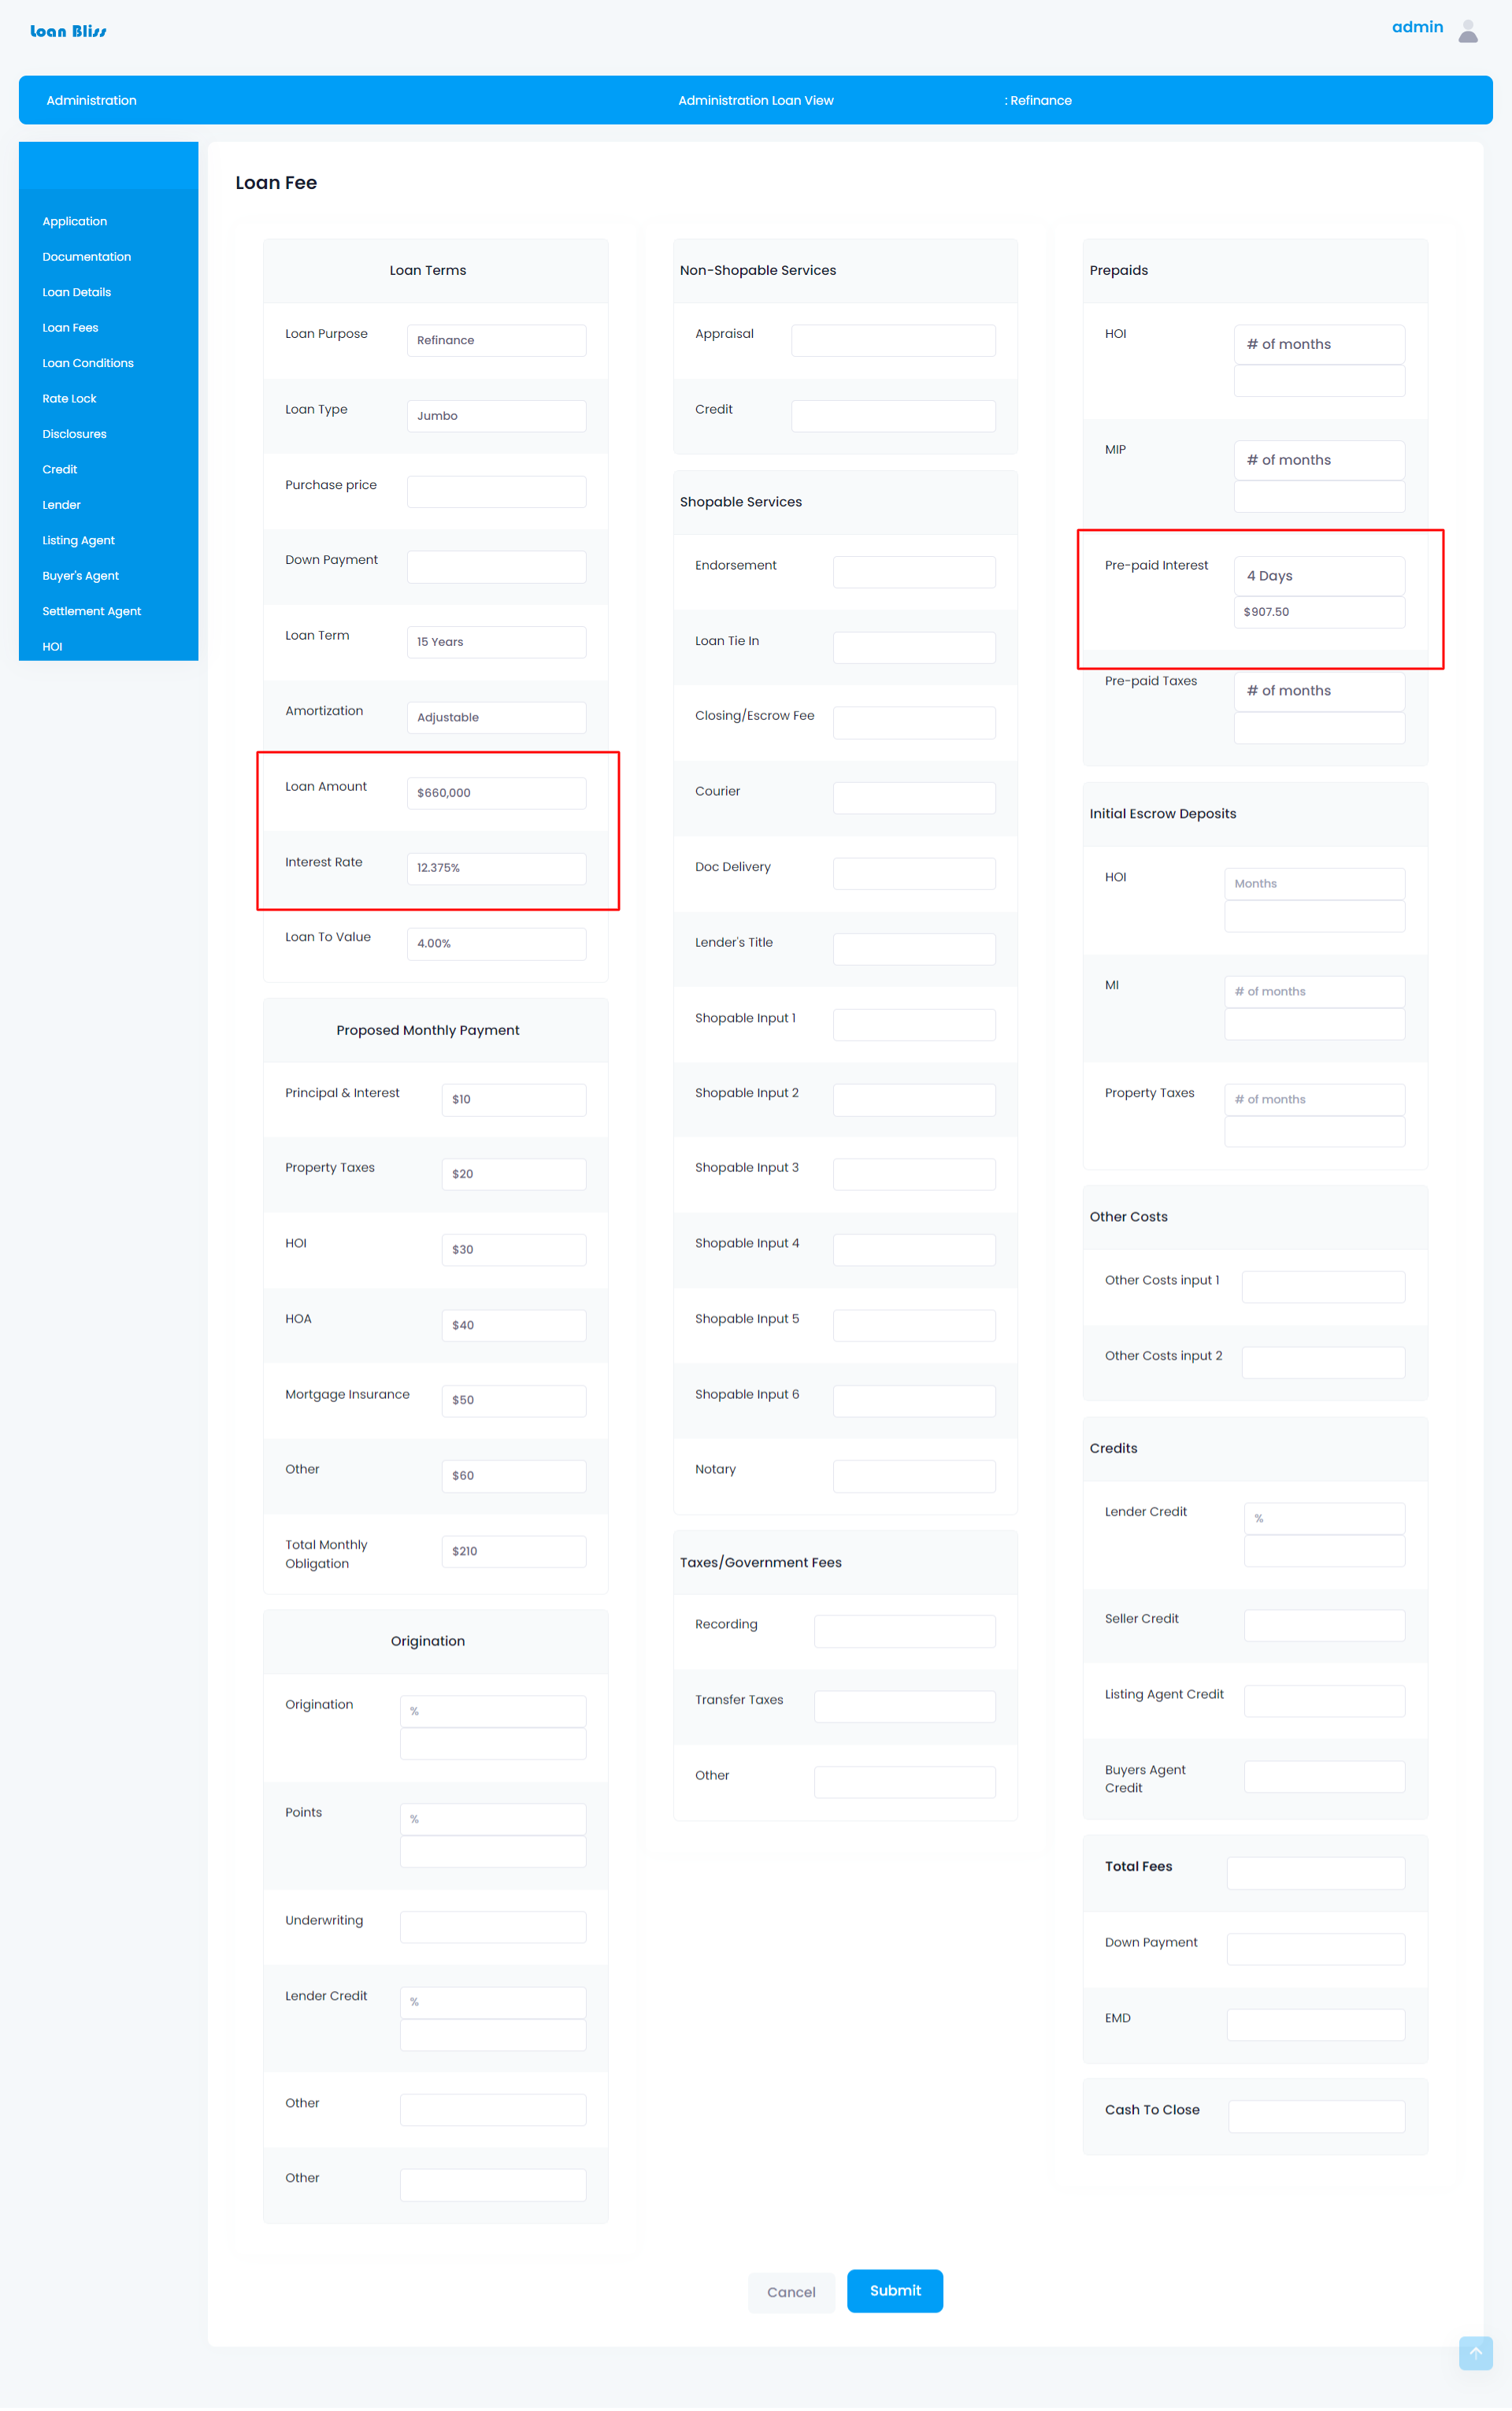 Loan Bliss
admin
Administration
Administration Loan View
: Refinance
Application
Documentation
Loan Details
Loan Fees
Loan Conditions
Rate Lock
Disclosures
Credit
Lender
Listing Agent
Buyer's Agent
Settlement Agent
HOI
Loan Fee
Loan Terms
Loan Purpose
Refinance
Loan Type
Jumbo
Purchase price
Down Payment
Loan Term
15 Years
Amortization
Adjustable
Loan Amount
$660,000
Interest Rate
12.375%
Loan To Value
4.00%
Proposed Monthly Payment
Principal & Interest
$10
Property Taxes
$20
HOI
$30
HOA
$40
Mortgage Insurance
$50
Other
$60
Total Monthly
Obligation
$210
Origination
Origination
%
Points
%
Underwriting
Lender Credit
%
Other
Other
Non-Shopable Services
Appraisal
Credit
Shopable Services
Endorsement
Loan Tie In
Closing/Escrow Fee
Courier
Doc Delivery
Lender's Title
Shopable Input 1
Shopable Input 2
Shopable Input 3
Shopable Input 4
Shopable Input 5
Shopable Input 6
Notary
Taxes/Government Fees
Recording
Transfer Taxes
Other
Prepaids
HOI
# of months
MIP
# of months
Pre-paid Interest
4 Days
$907.50
Pre-paid Taxes
# of months
Initial Escrow Deposits
HOI
Months
MI
# of months
Property Taxes
# of months
Other Costs
Other Costs input 1
Other Costs input 2
Credits
Lender Credit
%
Seller Credit
Listing Agent Credit
Buyers Agent
Credit
Total Fees
Down Payment
EMD
Cash To Close
Cancel
Submit